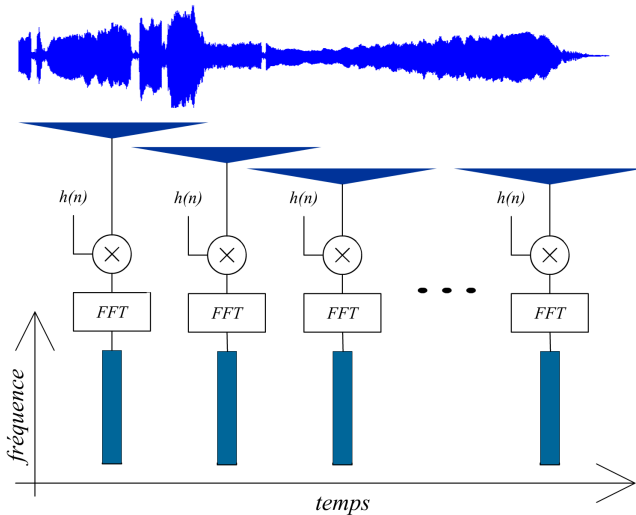 h(n) h(n) h(n) h(n)
FFT FFT FFT FFT
fréquence
temps